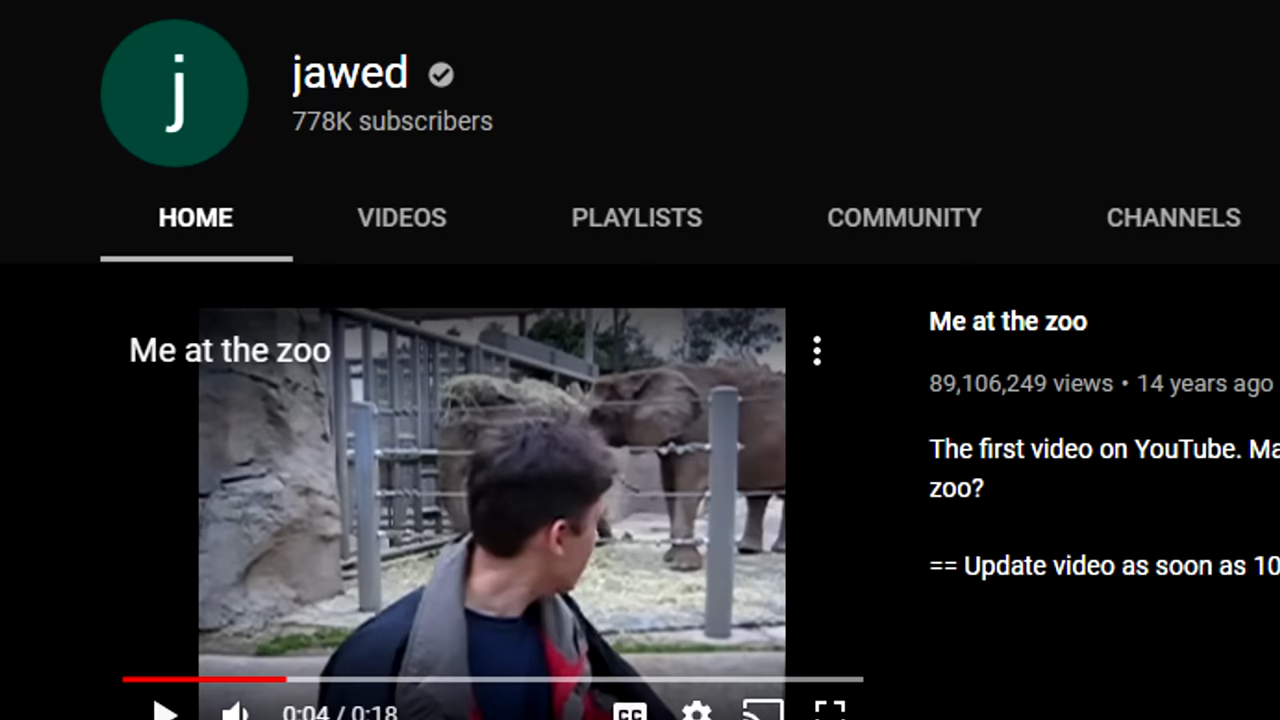 j
jawed
778K subscribers
HOME VIDEOS PLAYLISTS COMMUNITY CHANNELS
Me at the zoo
Me at the zoo
89,106,249 views • 14 years ago
The first video on YouTube. Ma
zoo?
== Update video as soon as 10
0:04 / 0:18 CC